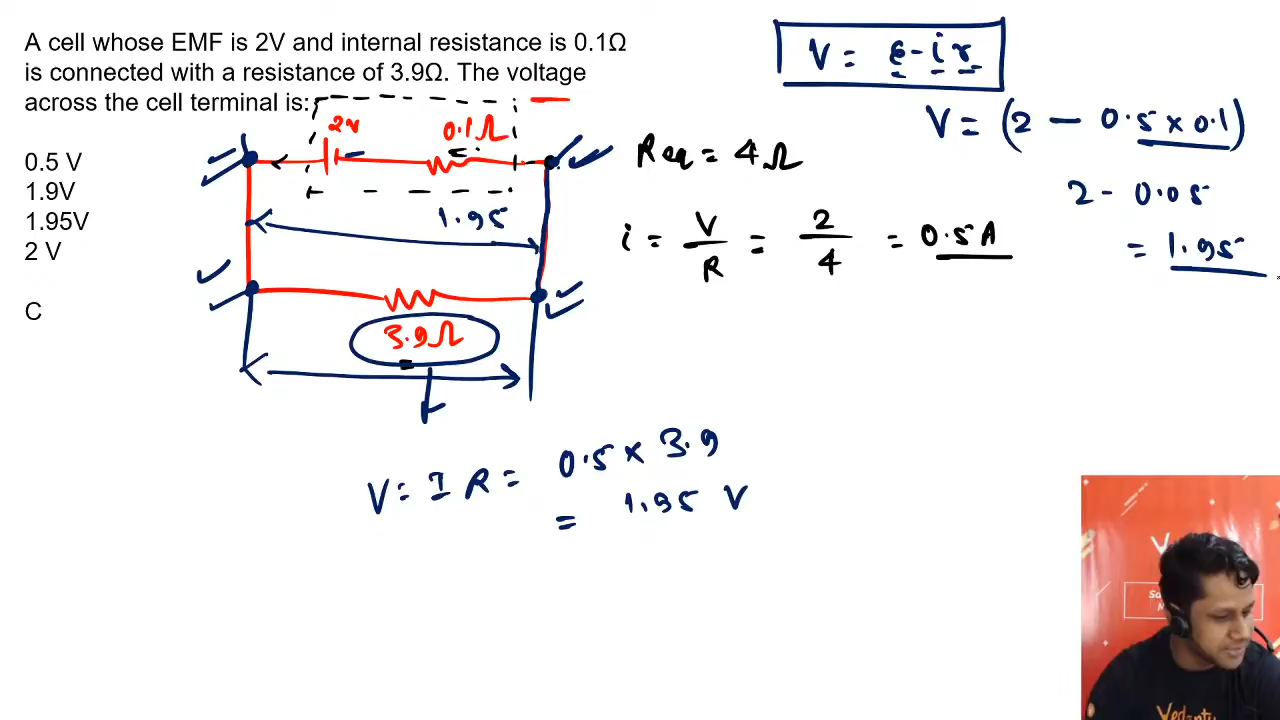 A cell whose EMF is 2V and internal resistance is 0.1Ω
is connected with a resistance of 3.9Ω. The voltage
across the cell terminal is:
0.5 V
1.9V
1.95V
2 V
C
2v
0.1Ω
1.95
3.9Ω
V = IR = 0.5 x 3.9
= 1.95 V
Req = 4Ω
i = V/R = 2/4 = 0.5A
V = ε - i r
V = (2 - 0.5 x 0.1)
2 - 0.05
= 1.95